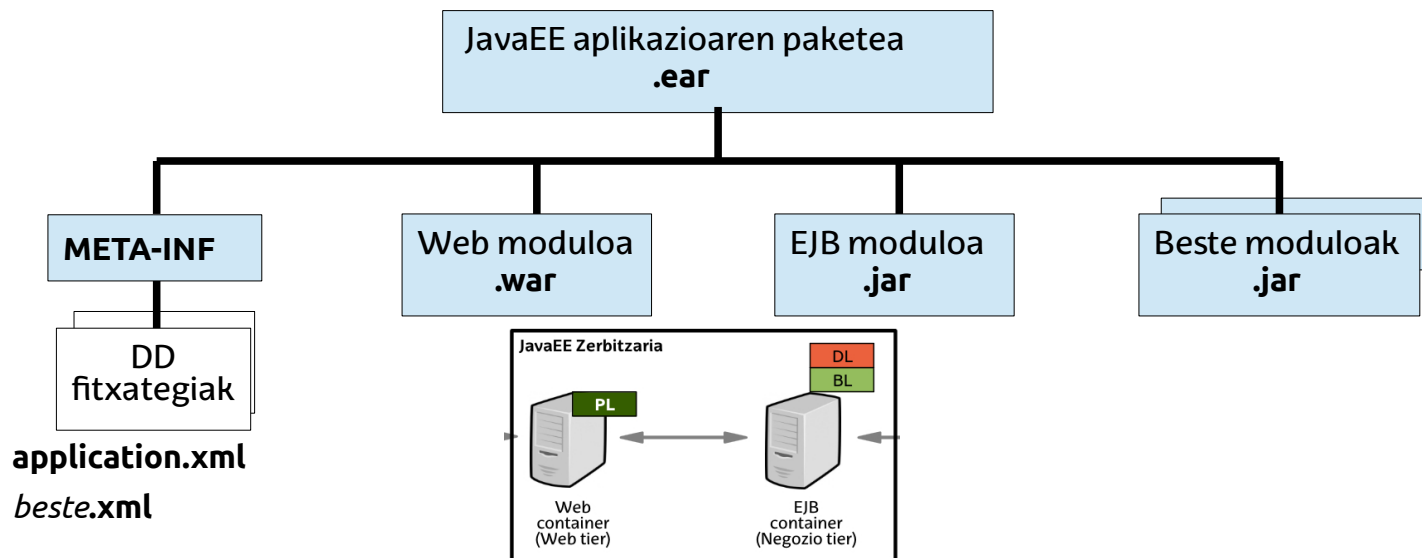 JavaEE aplikazioaren paketea
.ear
META-INF
Web moduloa
.war
EJB moduloa
.jar
Beste moduloak
.jar
DD
fitxategiak
application.xml
beste.xml
JavaEE Zerbitzaria
PL
DL
BL
Web
container
(Web tier)
EJB
container
(Negozio tier)